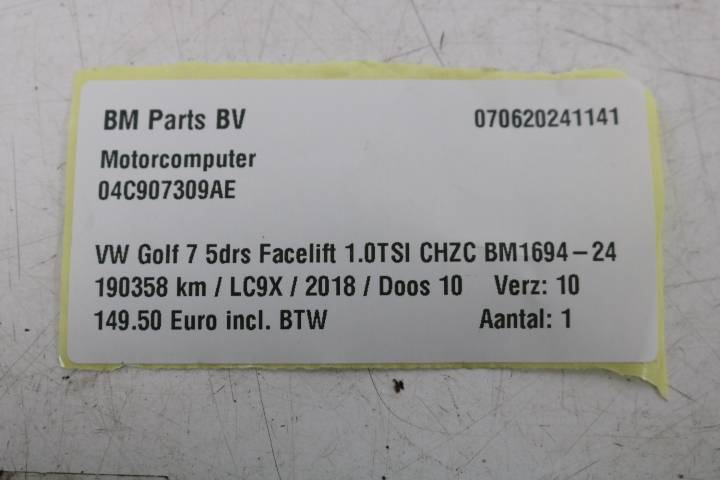 BM Parts BV 070620241141
Motorcomputer
04C907309AE
VW Golf 7 5drs Facelift 1.0TSI CHZC BM1694-24
190358 km / LC9X / 2018 / Doos 10 Verz: 10
149.50 Euro incl. BTW Aantal: 1